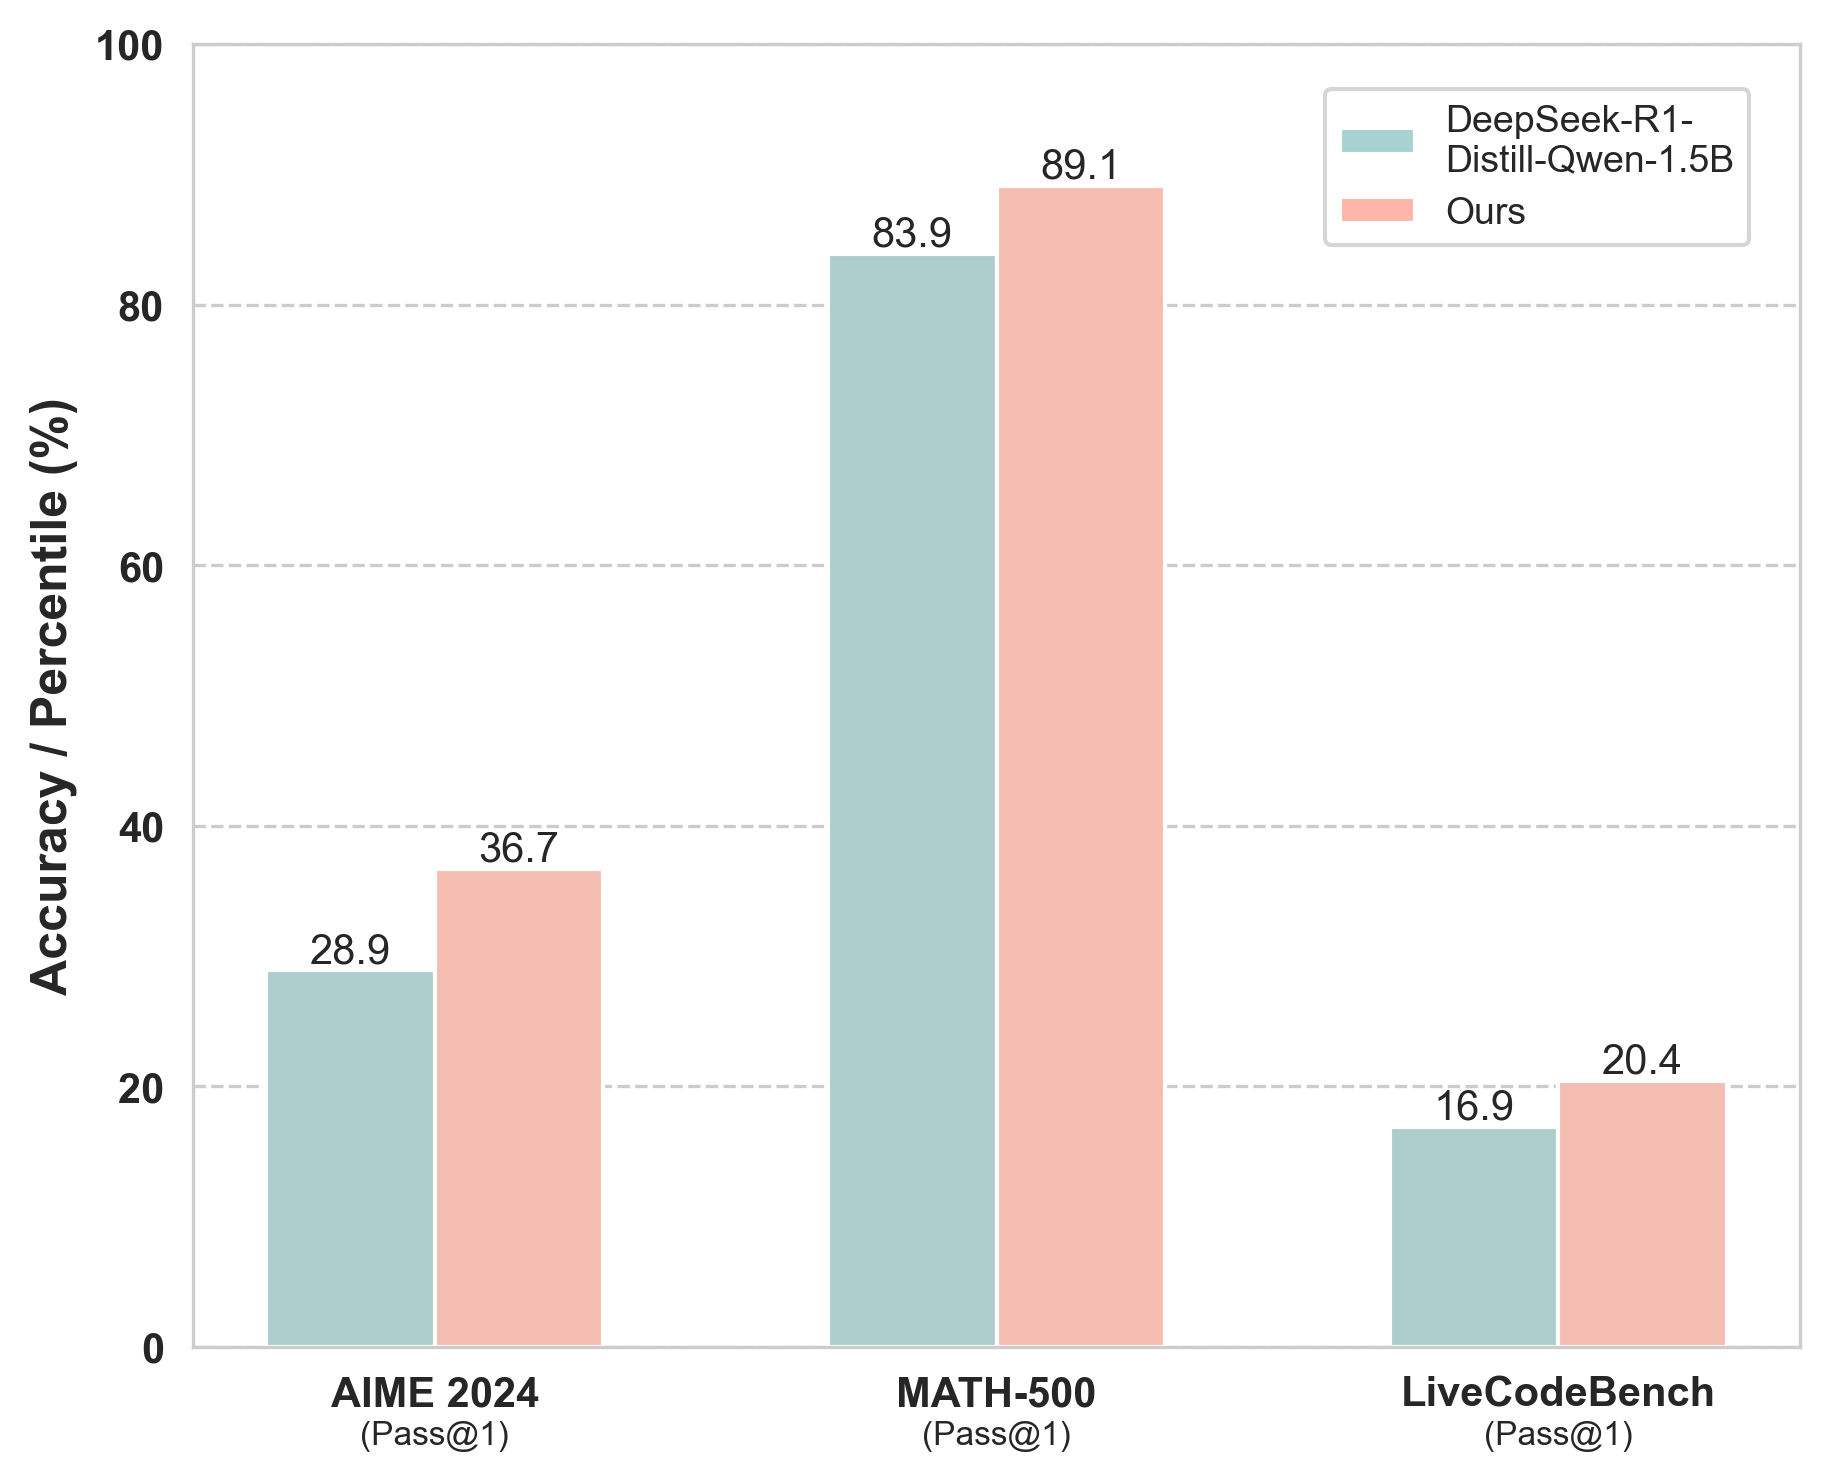 Accuracy / Percentile (%)
100
80
60
40
20
0
DeepSeek-R1-
Distill-Qwen-1.5B
Ours
28.9
36.7
83.9
89.1
16.9
20.4
AIME 2024
(Pass@1)
MATH-500
(Pass@1)
LiveCodeBench
(Pass@1)